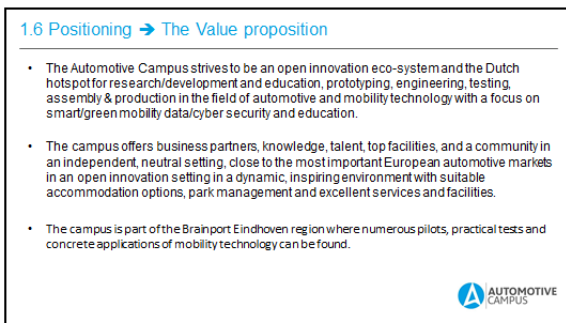 1.6 Positioning ➔ The Value proposition
• The Automotive Campus strives to be an open innovation eco-system and the Dutch
hotspot for research/development and education, prototyping, engineering, testing,
assembly & production in the field of automotive and mobility technology with a focus on
smart/green mobility data/cyber security and education.
• The campus offers business partners, knowledge, talent, top facilities, and a community in
an independent, neutral setting, close to the most important European automotive markets
in an open innovation setting in a dynamic, inspiring environment with suitable
accommodation options, park management and excellent services and facilities.
• The campus is part of the Brainport Eindhoven region where numerous pilots, practical tests and
concrete applications of mobility technology can be found.
AUTOMOTIVE
CAMPUS